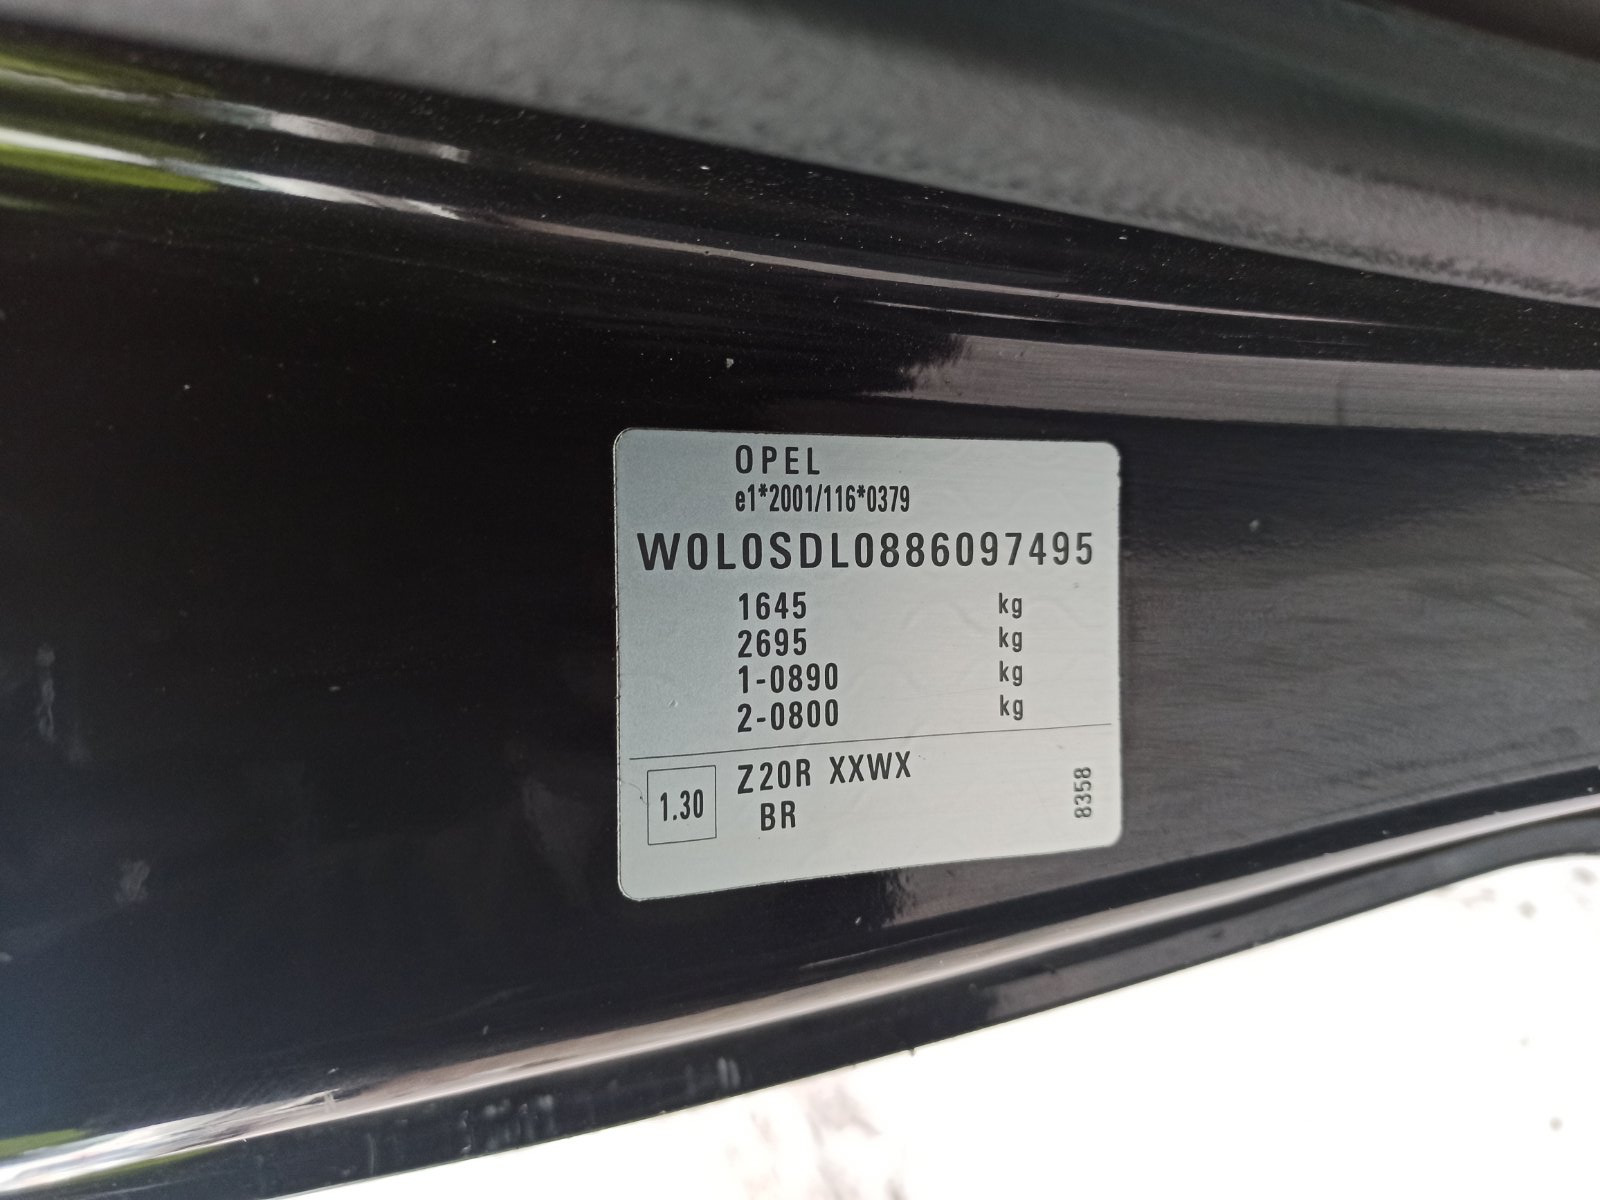 OPEL
e1*2001/116*0379
W0L0SDL0886097495
1645 kg
2695 kg
1-0890 kg
2-0800 kg
1.30 Z20R XXWX
BR
8358